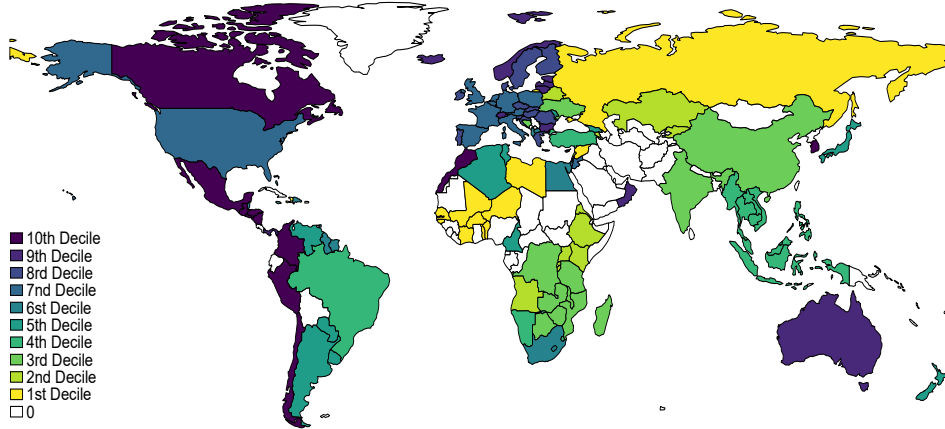 10th Decile
9th Decile
8rd Decile
7nd Decile
6st Decile
5th Decile
4th Decile
3rd Decile
2nd Decile
1st Decile
0